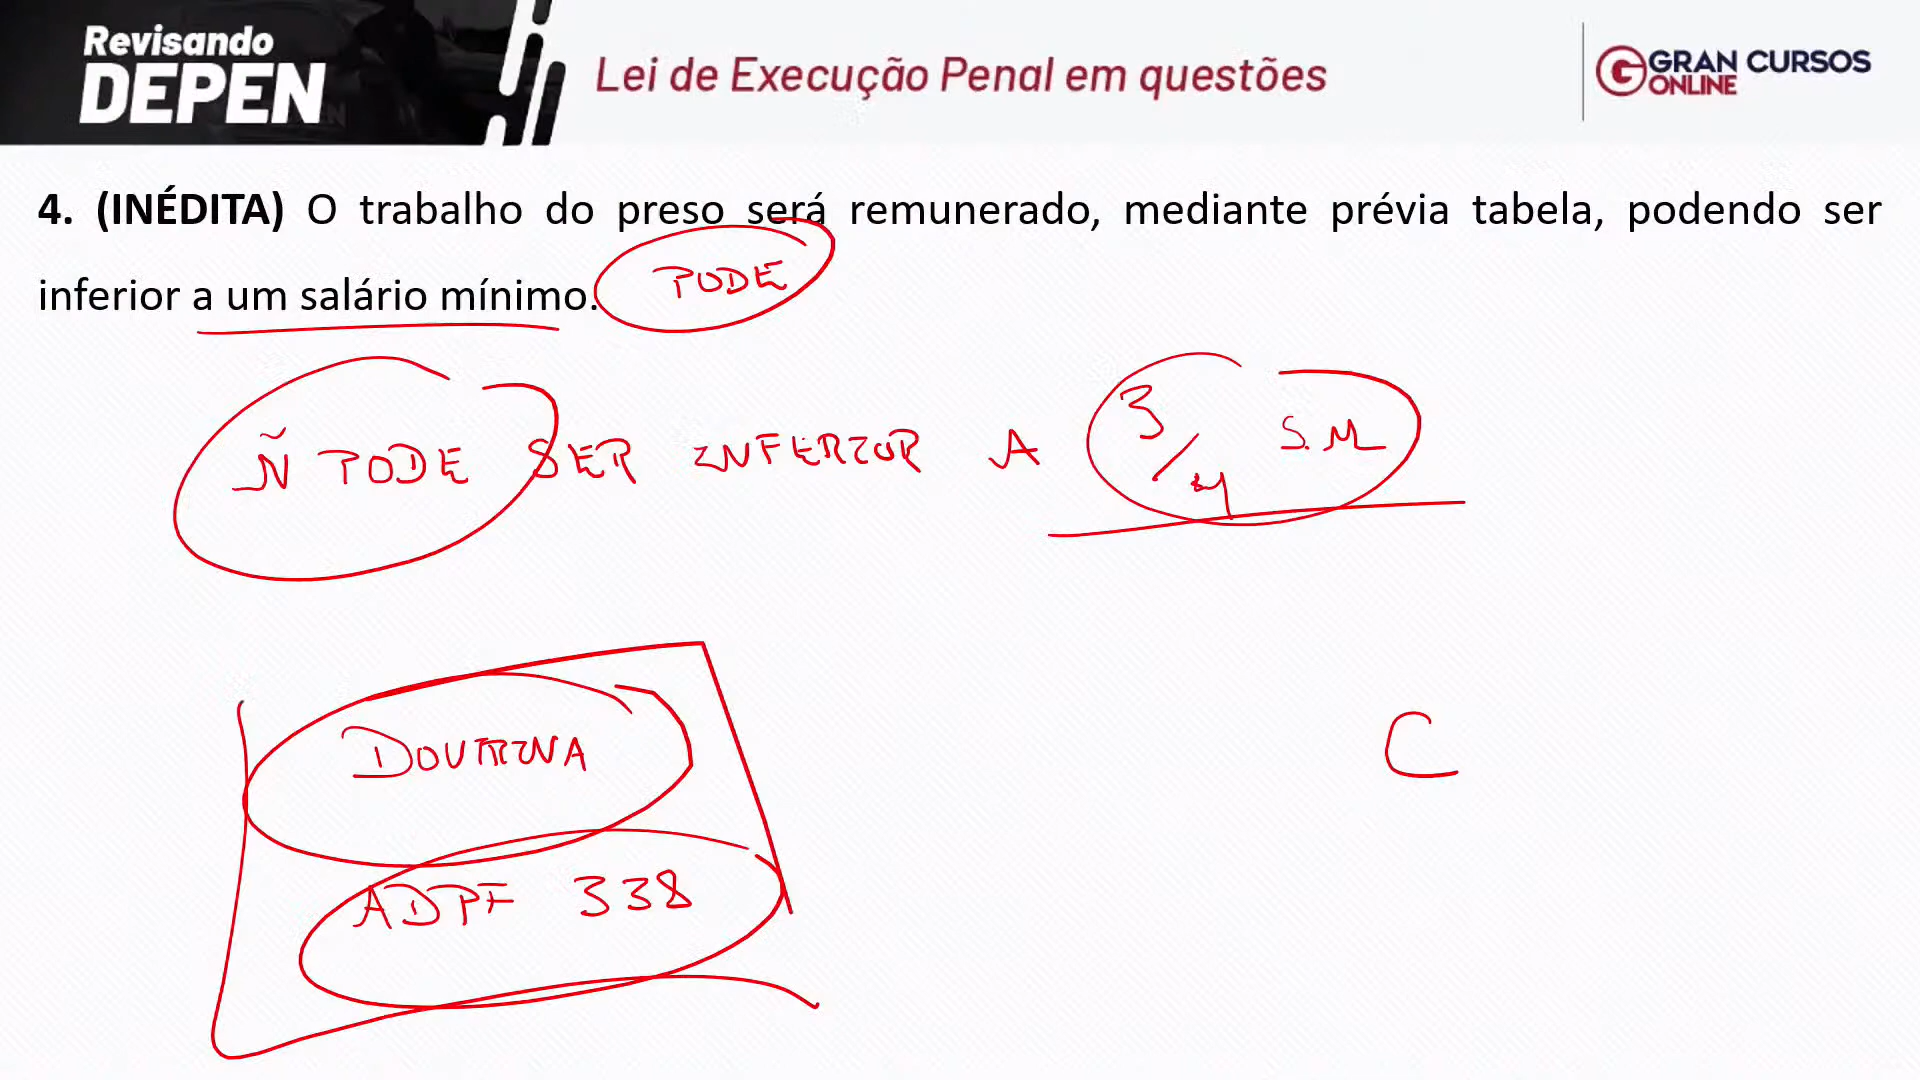 Revisando
DEPEN
Lei de Execução Penal em questões
GRAN CURSOS
ONLINE
4. (INÉDITA) O trabalho do preso será remunerado, mediante prévia tabela, podendo ser
inferior a um salário mínimo.
PODE
Ñ PODE SER INFERIOR A 3/4 S.M
DOUTRINA
C
ADPF 338